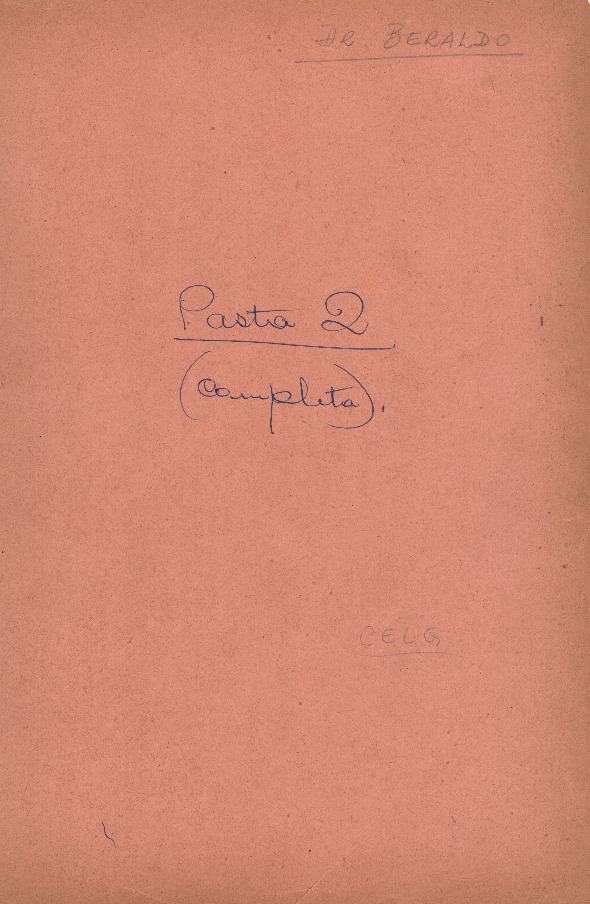 DR BERALDO
Pasta 2
(completa).
CELG